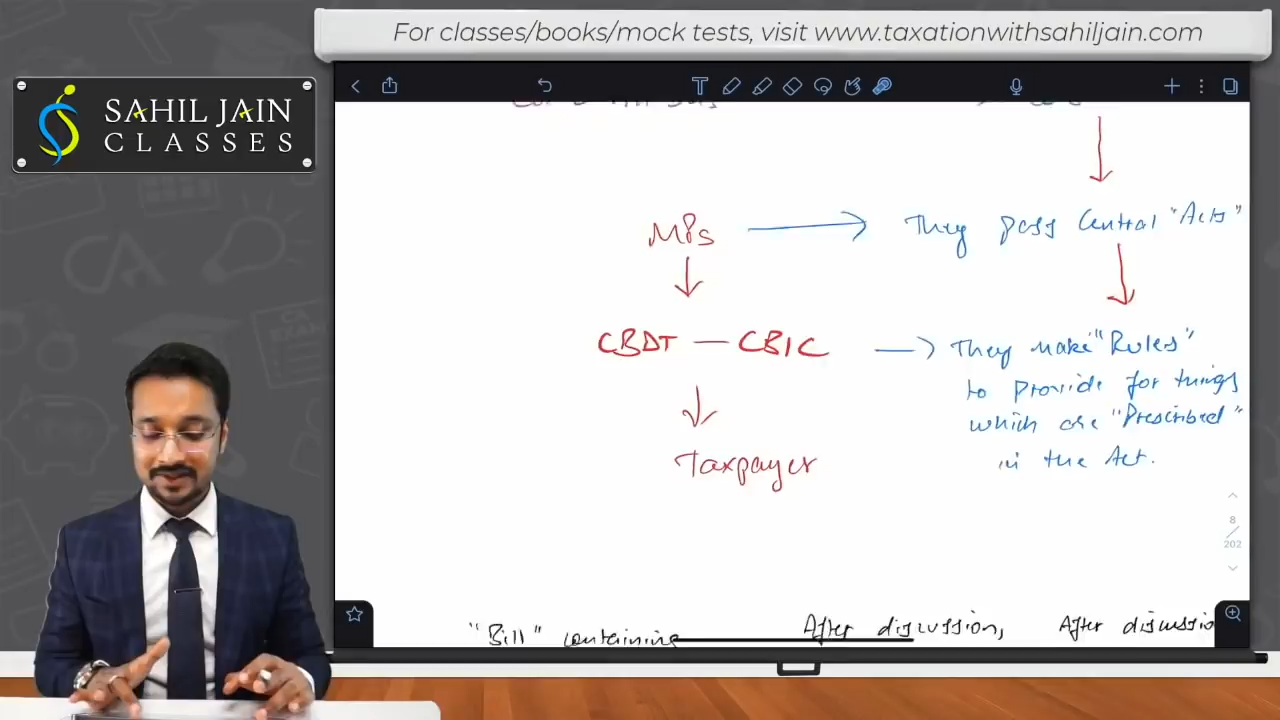 For classes/books/mock tests, visit www.taxationwithsahiljain.com
SAHIL JAIN
CLASSES
MPs
They pass Central "Acts"
CBDT — CBIC
They make "Rules"
to provide for things
which are "Prescribed"
in the Act.
Taxpayer
8
202
"Bill" containing
After discussion,
After discussio